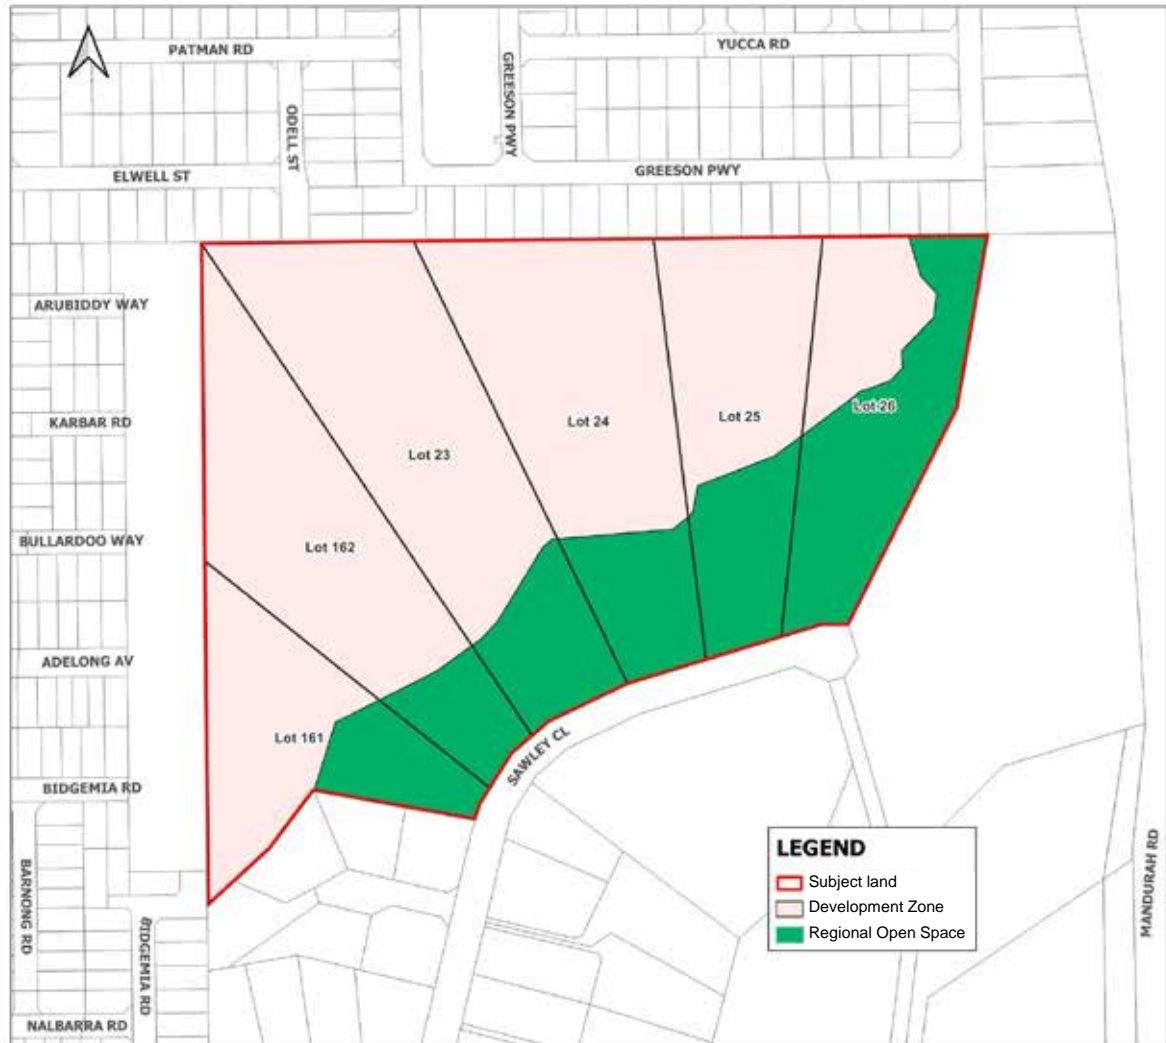 PATMAN RD
YUCCA RD
GREESON PWY
ODELL ST
ELWELL ST
GREESON PWY
ARUBIDDY WAY
KARBAR RD
BULLARDOO WAY
ADELONG AV
BIDGEMIA RD
BARNONG RD
BIDGEMIA RD
NALBARRA RD
Lot 26
Lot 25
Lot 24
Lot 23
Lot 162
Lot 161
SAWLEY CL
MANDURAH RD
LEGEND
Subject land
Development Zone
Regional Open Space